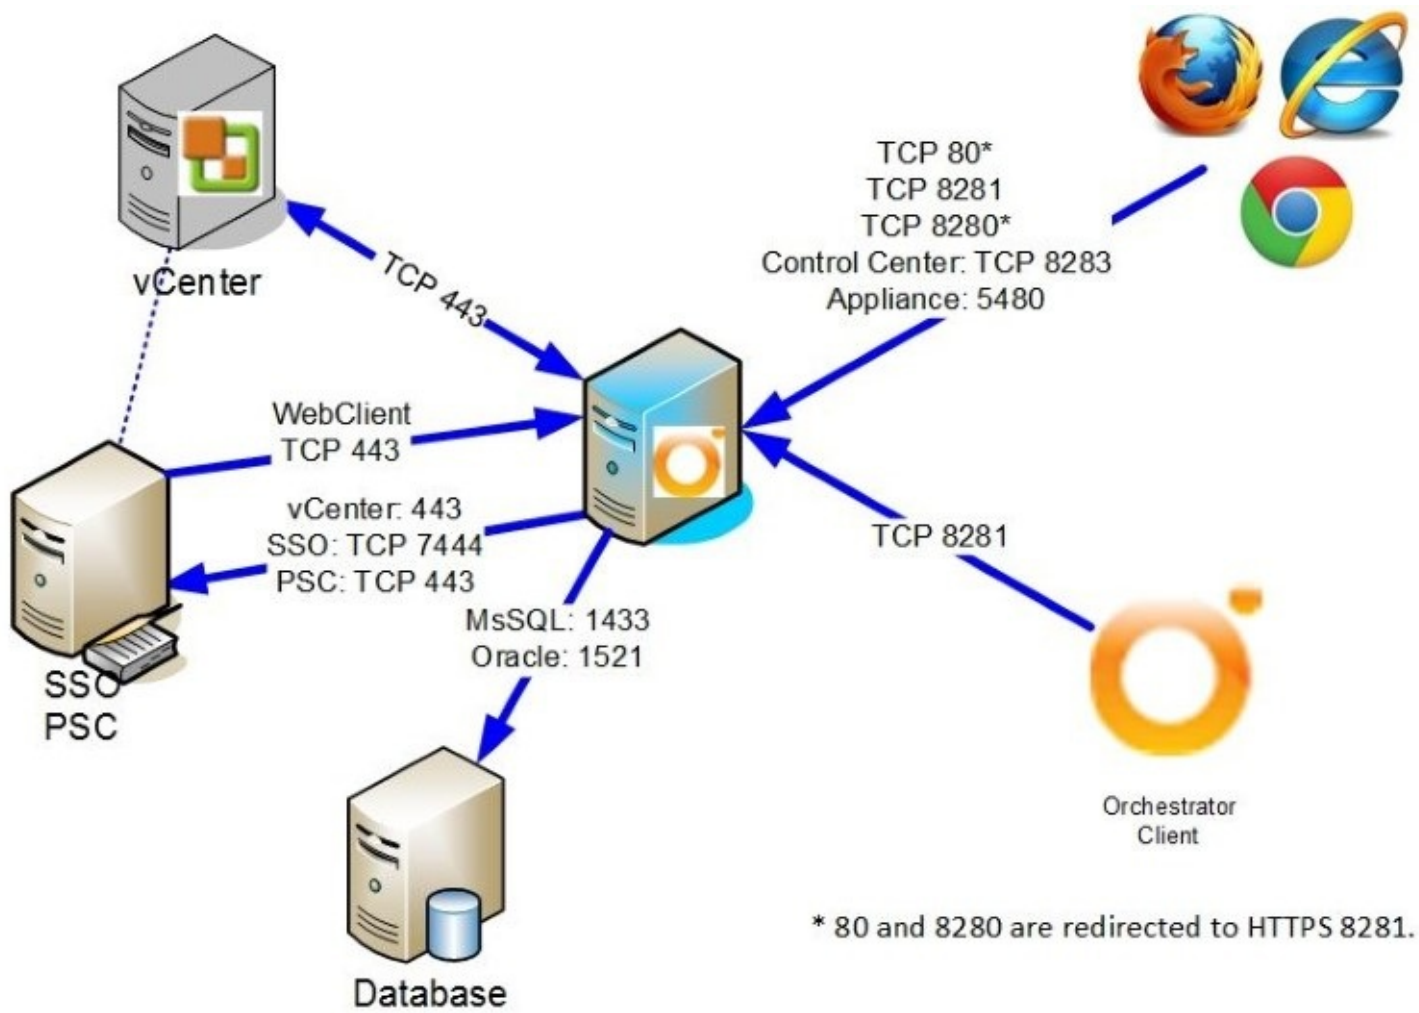 TCP 80*
TCP 8281
TCP 8280*
Control Center: TCP 8283
Appliance: 5480
vCenter
TCP 443
WebClient
TCP 443
vCenter: 443
SSO: TCP 7444
PSC: TCP 443
TCP 8281
MsSQL: 1433
Oracle: 1521
SSO
PSC
Orchestrator
Client
* 80 and 8280 are redirected to HTTPS 8281.
Database